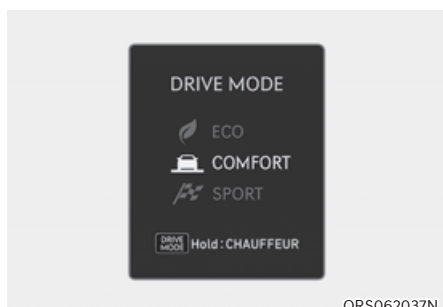 DRIVE MODE
ECO
COMFORT
SPORT
DRIVE
MODE Hold : CHAUFFEUR
ORS062037N